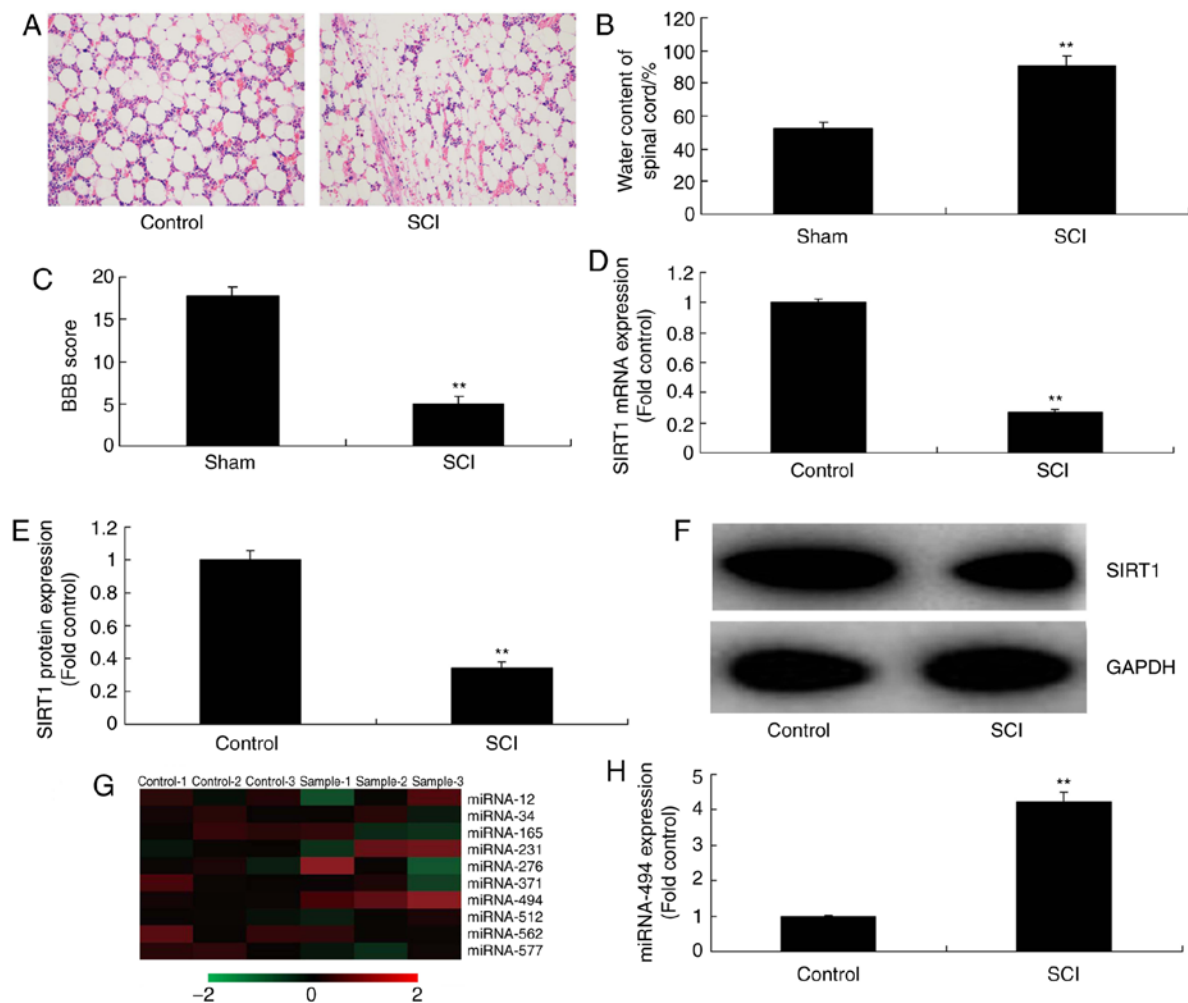 A
Control
SCI
B
Water content of
spinal cord/%
120
100
80
60
40
20
0
**
Sham
SCI
C
BBB score
20
15
10
5
0
**
Sham
SCI
D
SIRT1 mRNA expression
(Fold control)
1.2
1
0.8
0.6
0.4
0.2
0
**
Control
SCI
E
SIRT1 protein expression
(Fold control)
1.2
1
0.8
0.6
0.4
0.2
0
**
Control
SCI
F
SIRT1
GAPDH
Control
SCI
G
Control-1 Control-2 Control-3 Sample-1 Sample-2 Sample-3
miRNA-12
miRNA-34
miRNA-165
miRNA-231
miRNA-276
miRNA-371
miRNA-494
miRNA-512
miRNA-562
miRNA-577
−2 0 2
H
miRNA-494 expression
(Fold control)
5
4
3
2
1
0
**
Control
SCI